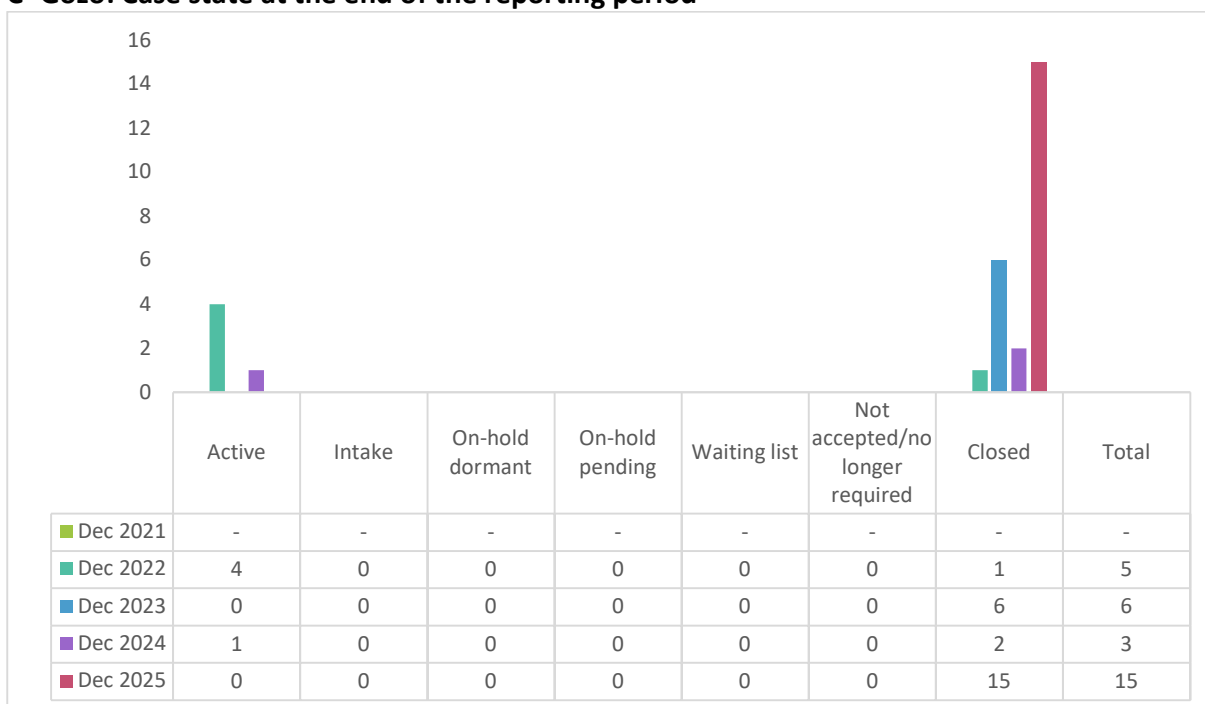 16
14
12
10
8
6
4
2
0
Active Intake On-hold dormant On-hold pending Waiting list Not accepted/no longer required Closed Total
Dec 2021 - - - - - - - -
Dec 2022 4 0 0 0 0 0 1 5
Dec 2023 0 0 0 0 0 0 6 6
Dec 2024 1 0 0 0 0 0 2 3
Dec 2025 0 0 0 0 0 0 15 15